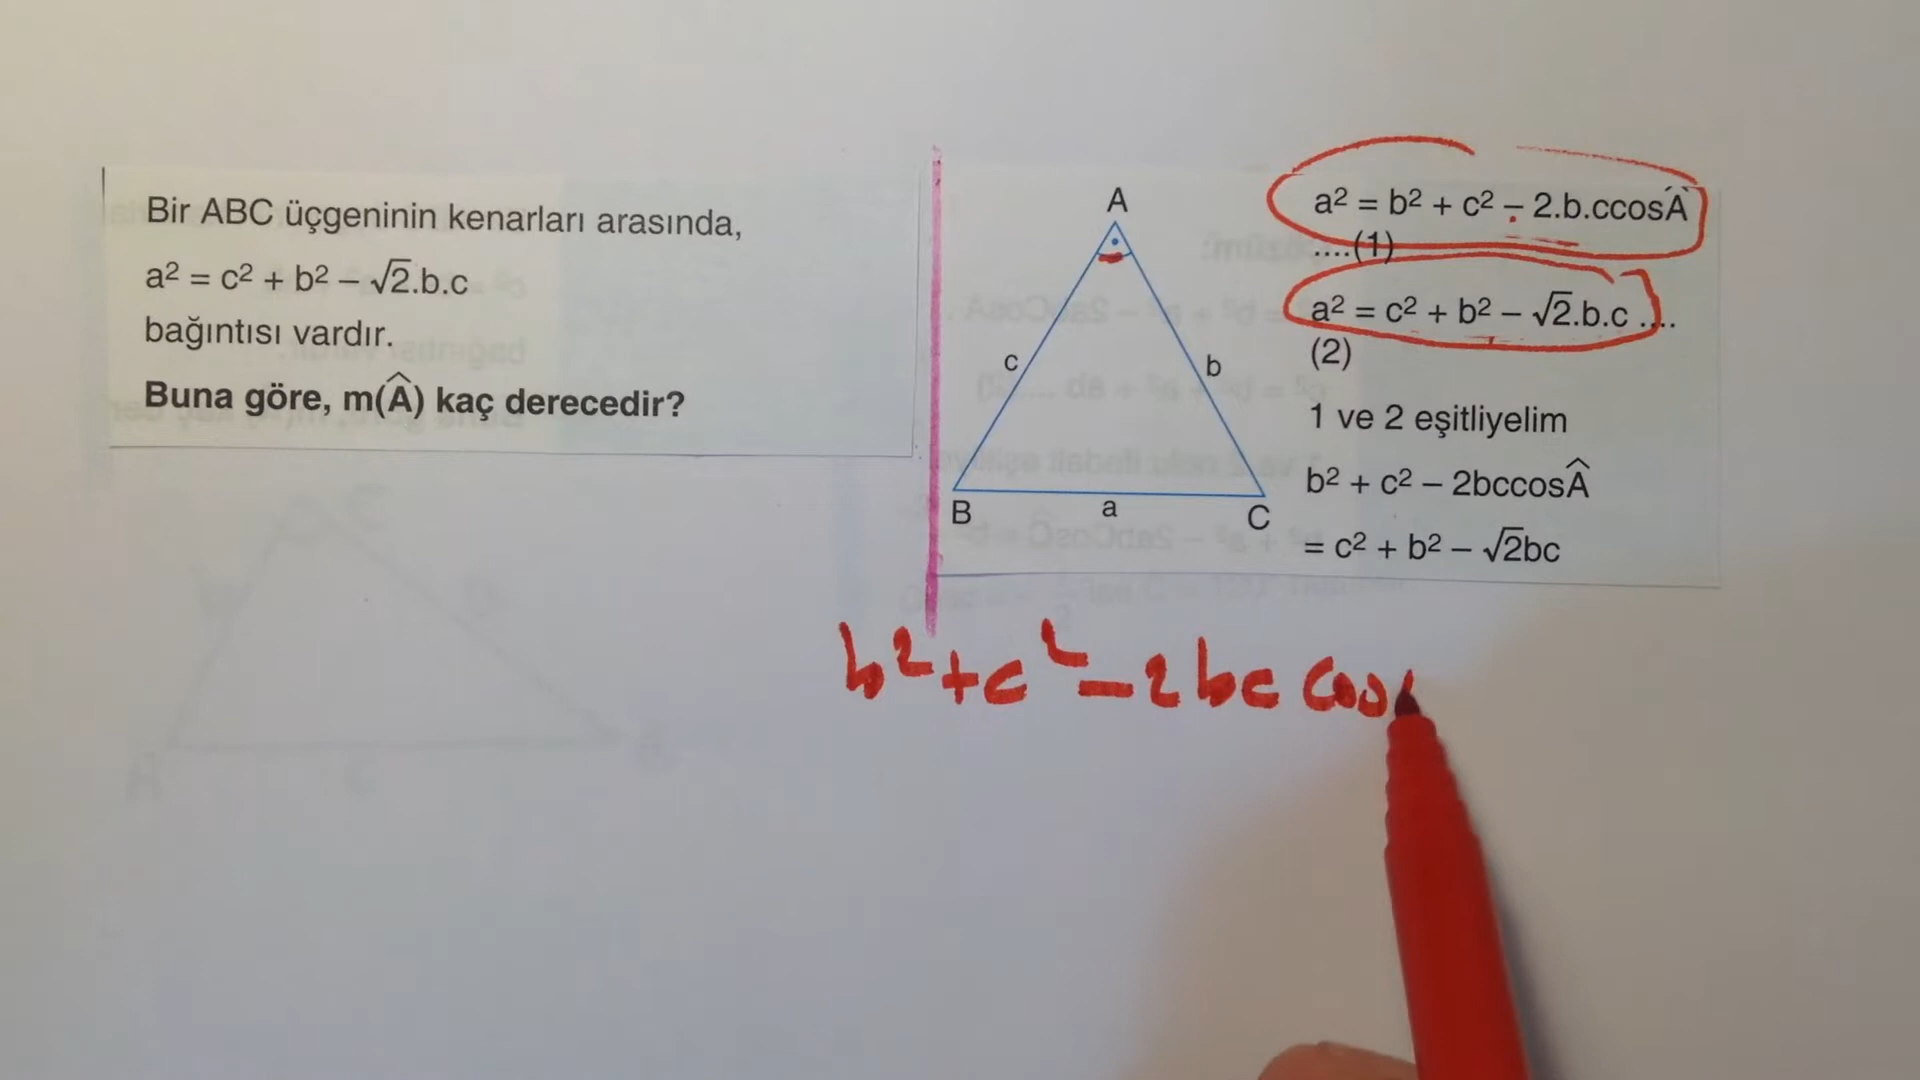 Bir ABC üçgeninin kenarları arasında,
a² = c² + b² – √2.b.c
bağıntısı vardır.
Buna göre, m(Â) kaç derecedir?
A
c
b
B
a
C
a² = b² + c² – 2.b.ccosÂ
....(1)
a² = c² + b² – √2.b.c ....
(2)
1 ve 2 eşitliyelim
b² + c² – 2bccosÂ
= c² + b² – √2bc
b²+c²-2bc cos